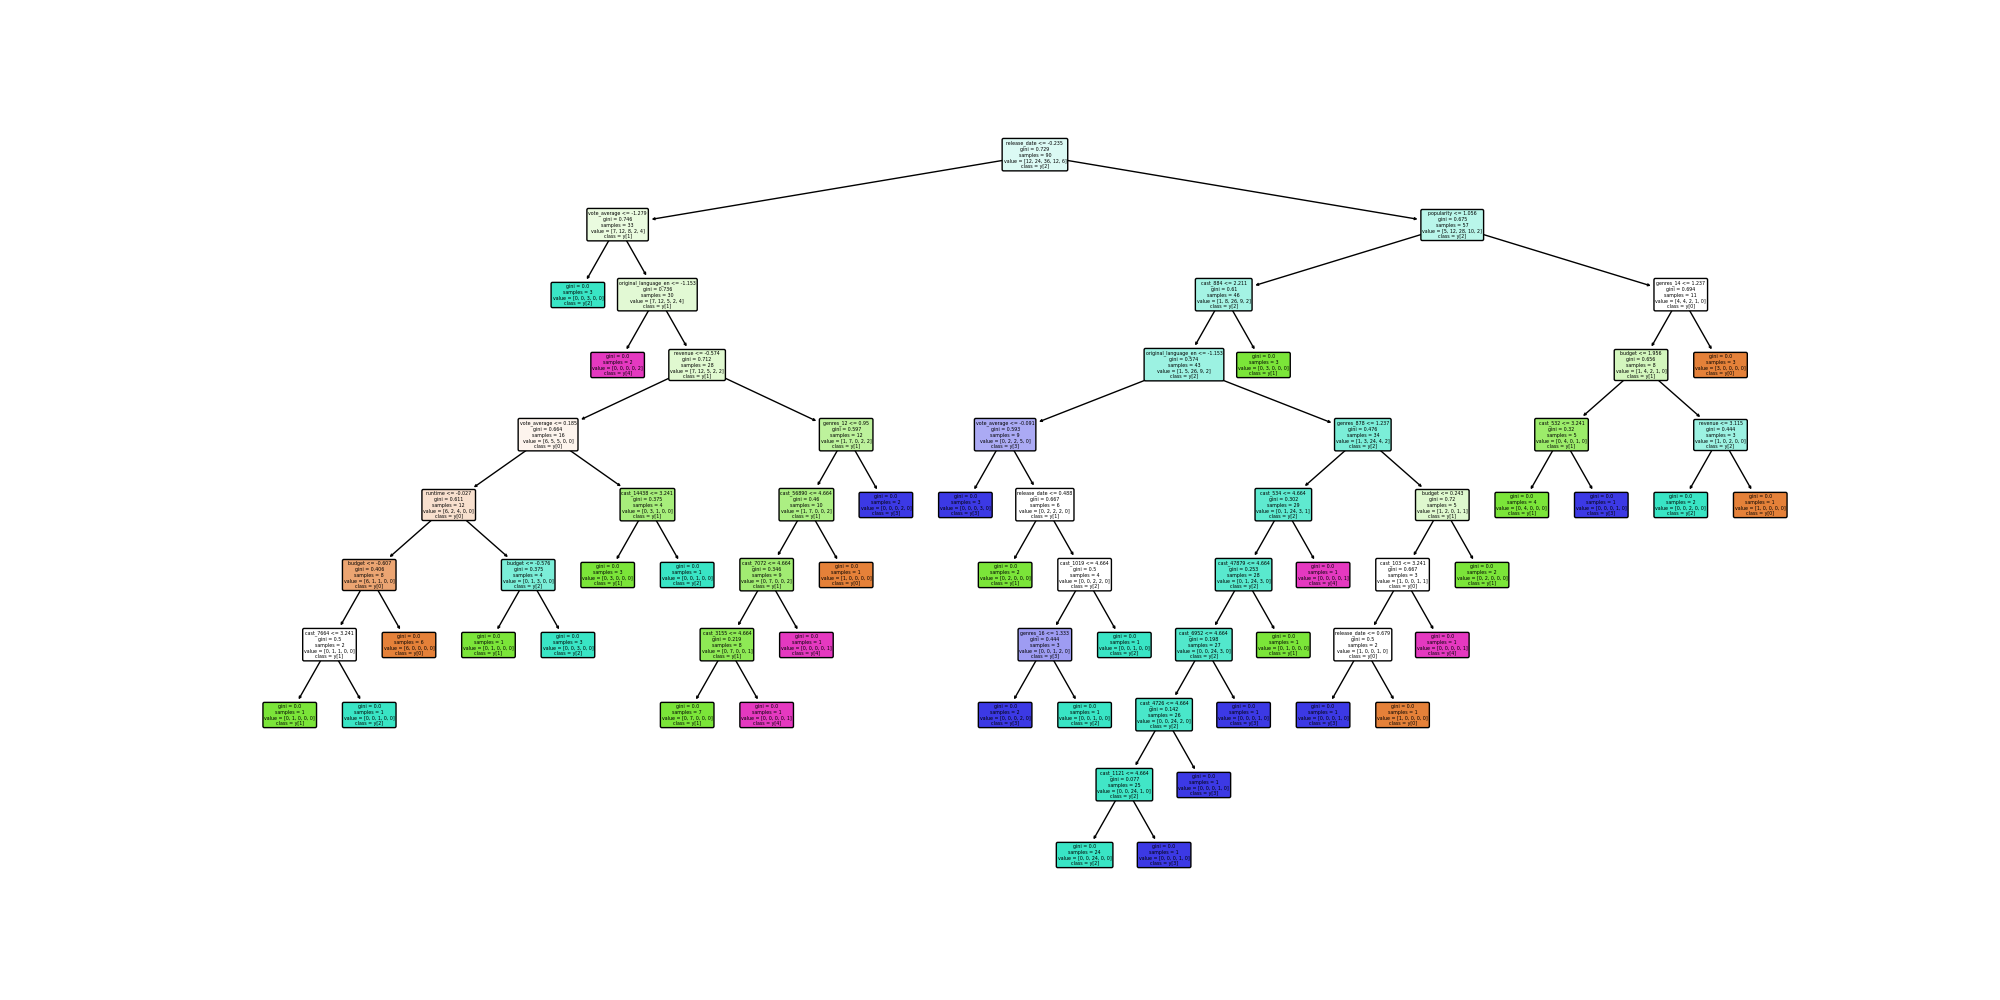 release_date <= -0.235
gini = 0.729
samples = 90
value = [12, 24, 36, 12, 6]
class = y[2]
vote_average <= -1.279
gini = 0.746
samples = 33
value = [7, 12, 8, 2, 4]
class = y[1]
popularity <= 1.056
gini = 0.675
samples = 57
value = [5, 12, 28, 10, 2]
class = y[2]
gini = 0.0
samples = 3
value = [0, 0, 3, 0, 0]
class = y[2]
original_language_en <= -1.153
gini = 0.736
samples = 30
value = [7, 12, 5, 2, 4]
class = y[1]
cast_884 <= 2.211
gini = 0.61
samples = 46
value = [1, 8, 26, 9, 2]
class = y[2]
genres_14 <= 1.237
gini = 0.694
samples = 11
value = [4, 4, 2, 1, 0]
class = y[0]
gini = 0.0
samples = 2
value = [0, 0, 0, 0, 2]
class = y[4]
revenue <= -0.574
gini = 0.712
samples = 28
value = [7, 12, 5, 2, 2]
class = y[1]
original_language_en <= -1.153
gini = 0.574
samples = 43
value = [1, 5, 26, 9, 2]
class = y[2]
gini = 0.0
samples = 3
value = [0, 3, 0, 0, 0]
class = y[1]
budget <= 1.956
gini = 0.656
samples = 8
value = [1, 4, 2, 1, 0]
class = y[1]
gini = 0.0
samples = 3
value = [3, 0, 0, 0, 0]
class = y[0]
vote_average <= 0.185
gini = 0.664
samples = 16
value = [6, 5, 5, 0, 0]
class = y[0]
genres_12 <= 0.95
gini = 0.597
samples = 12
value = [1, 7, 0, 2, 2]
class = y[1]
vote_average <= -0.091
gini = 0.593
samples = 9
value = [0, 2, 2, 5, 0]
class = y[3]
genres_878 <= 1.237
gini = 0.476
samples = 34
value = [1, 3, 24, 4, 2]
class = y[2]
cast_532 <= 3.241
gini = 0.32
samples = 5
value = [0, 4, 0, 1, 0]
class = y[1]
revenue <= 3.115
gini = 0.444
samples = 3
value = [1, 0, 2, 0, 0]
class = y[2]
runtime <= -0.027
gini = 0.611
samples = 12
value = [6, 2, 4, 0, 0]
class = y[0]
cast_14438 <= 3.241
gini = 0.375
samples = 4
value = [0, 3, 1, 0, 0]
class = y[1]
cast_56890 <= 4.664
gini = 0.46
samples = 10
value = [1, 7, 0, 0, 2]
class = y[1]
gini = 0.0
samples = 2
value = [0, 0, 0, 2, 0]
class = y[3]
gini = 0.0
samples = 3
value = [0, 0, 0, 3, 0]
class = y[3]
release_date <= 0.488
gini = 0.667
samples = 6
value = [0, 2, 2, 2, 0]
class = y[1]
cast_534 <= 4.664
gini = 0.302
samples = 29
value = [0, 1, 24, 3, 1]
class = y[2]
budget <= 0.243
gini = 0.72
samples = 5
value = [1, 2, 0, 1, 1]
class = y[1]
gini = 0.0
samples = 4
value = [0, 4, 0, 0, 0]
class = y[1]
gini = 0.0
samples = 1
value = [0, 0, 0, 1, 0]
class = y[3]
gini = 0.0
samples = 2
value = [0, 0, 2, 0, 0]
class = y[2]
gini = 0.0
samples = 1
value = [1, 0, 0, 0, 0]
class = y[0]
budget <= -0.607
gini = 0.406
samples = 8
value = [6, 1, 1, 0, 0]
class = y[0]
budget <= -0.576
gini = 0.375
samples = 4
value = [0, 1, 3, 0, 0]
class = y[2]
gini = 0.0
samples = 3
value = [0, 3, 0, 0, 0]
class = y[1]
gini = 0.0
samples = 1
value = [0, 0, 1, 0, 0]
class = y[2]
cast_7072 <= 4.664
gini = 0.346
samples = 9
value = [0, 7, 0, 0, 2]
class = y[1]
gini = 0.0
samples = 1
value = [1, 0, 0, 0, 0]
class = y[0]
gini = 0.0
samples = 2
value = [0, 2, 0, 0, 0]
class = y[1]
cast_1019 <= 4.664
gini = 0.5
samples = 4
value = [0, 0, 2, 2, 0]
class = y[2]
cast_47879 <= 4.664
gini = 0.253
samples = 28
value = [0, 1, 24, 3, 0]
class = y[2]
gini = 0.0
samples = 1
value = [0, 0, 0, 0, 1]
class = y[4]
cast_103 <= 3.241
gini = 0.667
samples = 3
value = [1, 0, 0, 1, 1]
class = y[0]
gini = 0.0
samples = 2
value = [0, 2, 0, 0, 0]
class = y[1]
cast_7664 <= 3.241
gini = 0.5
samples = 2
value = [0, 1, 1, 0, 0]
class = y[1]
gini = 0.0
samples = 6
value = [6, 0, 0, 0, 0]
class = y[0]
gini = 0.0
samples = 1
value = [0, 1, 0, 0, 0]
class = y[1]
gini = 0.0
samples = 3
value = [0, 0, 3, 0, 0]
class = y[2]
cast_3155 <= 4.664
gini = 0.219
samples = 8
value = [0, 7, 0, 0, 1]
class = y[1]
gini = 0.0
samples = 1
value = [0, 0, 0, 0, 1]
class = y[4]
genres_16 <= 1.333
gini = 0.444
samples = 3
value = [0, 0, 1, 2, 0]
class = y[3]
gini = 0.0
samples = 1
value = [0, 0, 1, 0, 0]
class = y[2]
cast_6952 <= 4.664
gini = 0.198
samples = 27
value = [0, 0, 24, 3, 0]
class = y[2]
gini = 0.0
samples = 1
value = [0, 1, 0, 0, 0]
class = y[1]
release_date <= 0.679
gini = 0.5
samples = 2
value = [1, 0, 0, 1, 0]
class = y[0]
gini = 0.0
samples = 1
value = [0, 0, 0, 0, 1]
class = y[4]
gini = 0.0
samples = 1
value = [0, 1, 0, 0, 0]
class = y[1]
gini = 0.0
samples = 1
value = [0, 0, 1, 0, 0]
class = y[2]
gini = 0.0
samples = 7
value = [0, 7, 0, 0, 0]
class = y[1]
gini = 0.0
samples = 1
value = [0, 0, 0, 0, 1]
class = y[4]
gini = 0.0
samples = 2
value = [0, 0, 0, 2, 0]
class = y[3]
gini = 0.0
samples = 1
value = [0, 0, 1, 0, 0]
class = y[2]
cast_4726 <= 4.664
gini = 0.142
samples = 26
value = [0, 0, 24, 2, 0]
class = y[2]
gini = 0.0
samples = 1
value = [0, 0, 0, 1, 0]
class = y[3]
gini = 0.0
samples = 1
value = [0, 0, 0, 1, 0]
class = y[3]
gini = 0.0
samples = 1
value = [1, 0, 0, 0, 0]
class = y[0]
cast_1121 <= 4.664
gini = 0.077
samples = 25
value = [0, 0, 24, 1, 0]
class = y[2]
gini = 0.0
samples = 1
value = [0, 0, 0, 1, 0]
class = y[3]
gini = 0.0
samples = 24
value = [0, 0, 24, 0, 0]
class = y[2]
gini = 0.0
samples = 1
value = [0, 0, 0, 1, 0]
class = y[3]